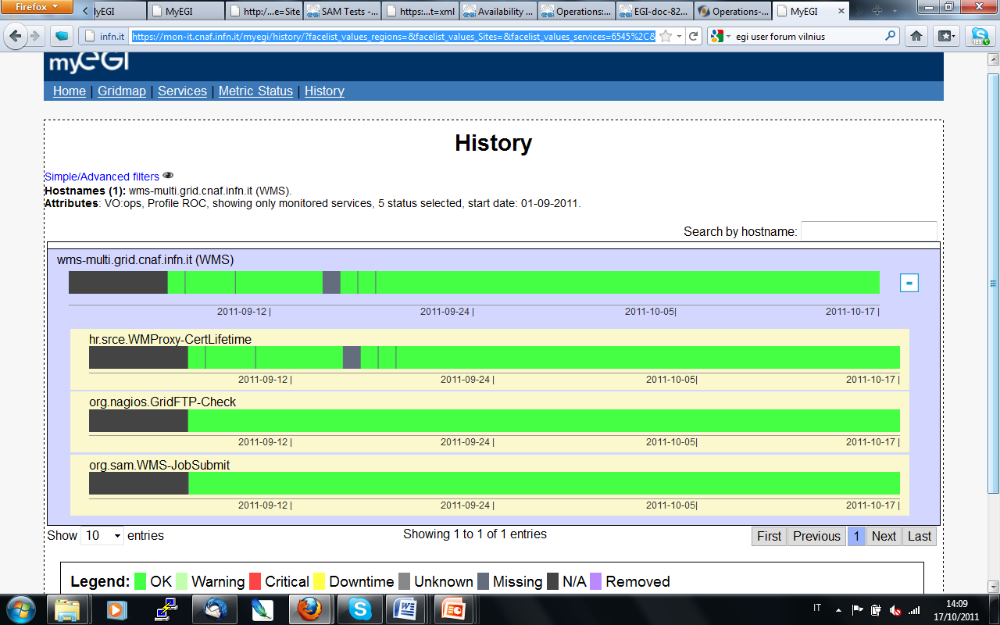 Firefox
MyEGI
MyEGI
http:/...e=Site
SAM Tests -...
https:...t=xml
Availability ...
Operations:...
EGI-doc-82...
Operations-...
MyEGI
infn.it
https://mon-it.cnaf.infn.it/myegi/history/?facelist_values_regions=&facelist_values_Sites=&facelist_values_services=6545%2C&
egi user forum vilnius
myEGI
Home | Gridmap | Services | Metric Status | History
History
Simple/Advanced filters
Hostnames (1): wms-multi.grid.cnaf.infn.it (WMS).
Attributes: VO:ops, Profile ROC, showing only monitored services, 5 status selected, start date: 01-09-2011.
Search by hostname:
wms-multi.grid.cnaf.infn.it (WMS)
2011-09-12 | 2011-09-24 | 2011-10-05| 2011-10-17 |
hr.srce.WMProxy-CertLifetime
2011-09-12 | 2011-09-24 | 2011-10-05| 2011-10-17 |
org.nagios.GridFTP-Check
2011-09-12 | 2011-09-24 | 2011-10-05| 2011-10-17 |
org.sam.WMS-JobSubmit
2011-09-12 | 2011-09-24 | 2011-10-05| 2011-10-17 |
Show 10 entries Showing 1 to 1 of 1 entries First Previous 1 Next Last
Legend: OK Warning Critical Downtime Unknown Missing N/A Removed
IT
14:09
17/10/2011